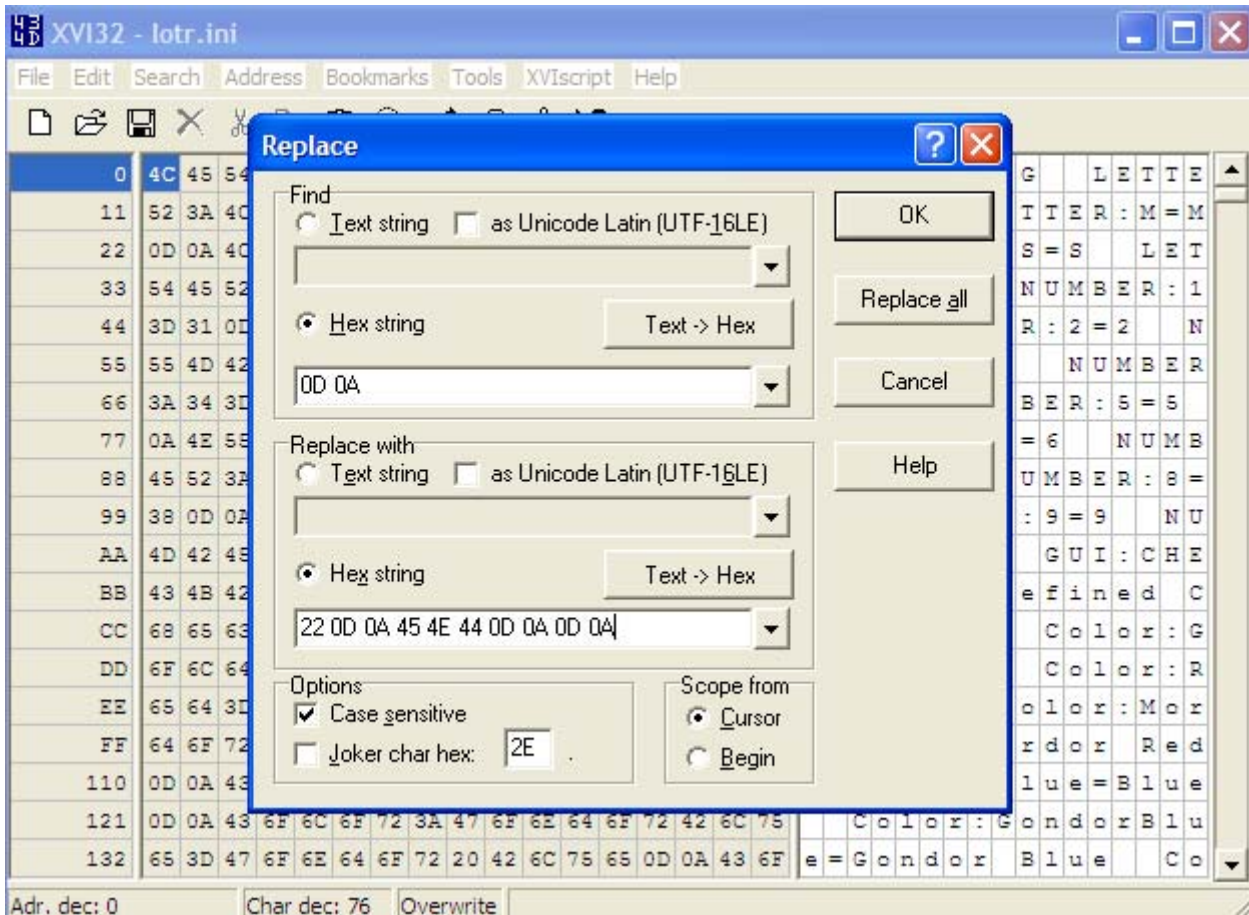 XVI32 - lotr.ini
File Edit Search Address Bookmarks Tools XVIscript Help
0 4C 45 54
11 52 3A 4C
22 0D 0A 4C
33 54 45 52
44 3D 31 0D
55 55 4D 42
66 3A 34 3D
77 0A 4E 55
88 45 52 3A
99 38 0D 0A
AA 4D 42 45
BB 43 4B 42
CC 68 65 63
DD 6F 6C 64
EE 65 64 3D
FF 64 6F 72
110 0D 0A 43
Replace
Find
Text string as Unicode Latin (UTF-16LE)
Hex string Text -> Hex
0D 0A
Replace with
Text string as Unicode Latin (UTF-16LE)
Hex string Text -> Hex
22 0D 0A 45 4E 44 0D 0A 0D 0A
Options
Case sensitive
Joker char hex: 2E .
Scope from
Cursor
Begin
OK
Replace all
Cancel
Help
G L E T T E
T T E R : M = M
S = S L E T
N U M B E R : 1
R : 2 = 2 N
N U M B E R
B E R : 5 = 5
= 6 N U M B
U M B E R : 8 =
: 9 = 9 N U
G U I : C H E
e f i n e d C
C o l o r : G
C o l o r : R
o l o r : M o r
r d o r R e d
l u e = B l u e
121 0D 0A 43 6F 6C 6F 72 3A 47 6F 6E 64 6F 72 42 6C 75 C o l o r : G o n d o r B l u
132 65 3D 47 6F 6E 64 6F 72 20 42 6C 75 65 0D 0A 43 6F e = G o n d o r B l u e C o
Adr. dec: 0 Char dec: 76 Overwrite